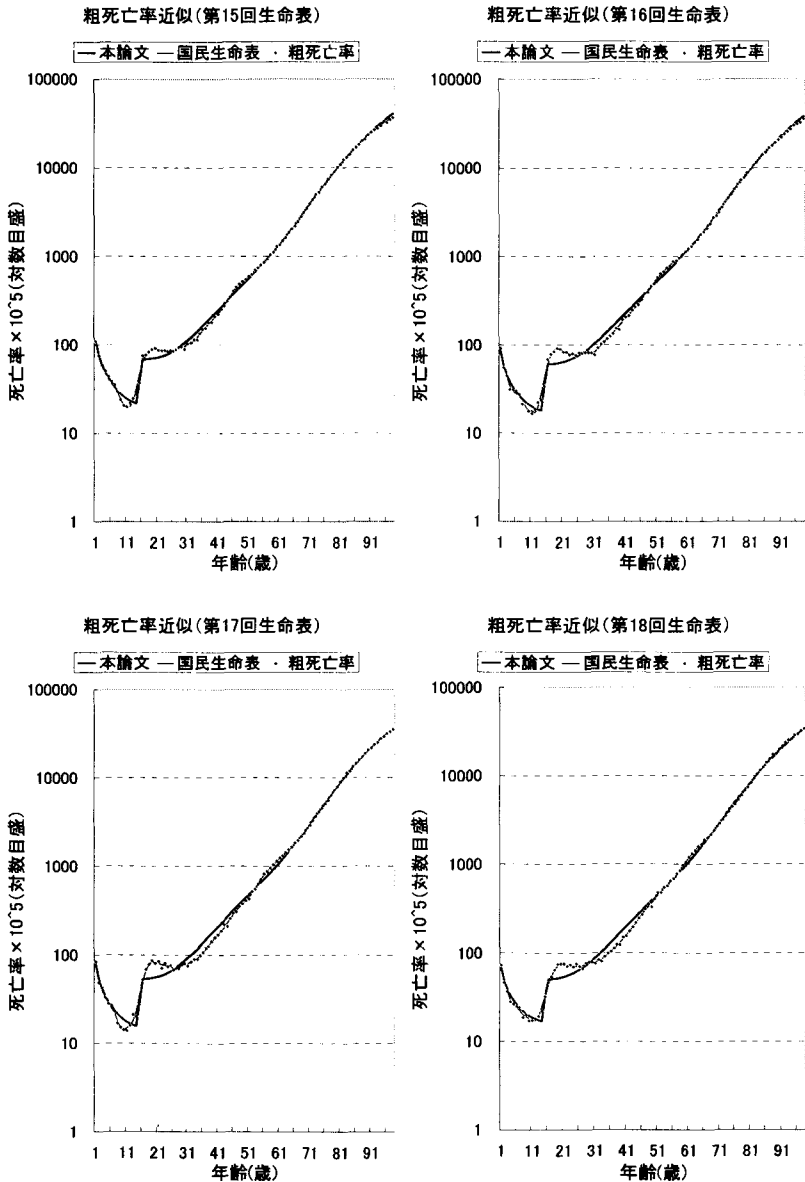 粗死亡率近似(第15回生命表)
— 本論文 — 国民生命表 · 粗死亡率
100000
10000
1000
100
10
1
死亡率×10^5(対数目盛)
1 11 21 31 41 51 61 71 81 91
年齢(歳)
粗死亡率近似(第16回生命表)
— 本論文 — 国民生命表 · 粗死亡率
100000
10000
1000
100
10
1
死亡率×10^5(対数目盛)
1 11 21 31 41 51 61 71 81 91
年齢(歳)
粗死亡率近似(第17回生命表)
— 本論文 — 国民生命表 · 粗死亡率
100000
10000
1000
100
10
1
死亡率×10^5(対数目盛)
1 11 21 31 41 51 61 71 81 91
年齢(歳)
粗死亡率近似(第18回生命表)
— 本論文 — 国民生命表 · 粗死亡率
100000
10000
1000
100
10
1
死亡率×10^5(対数目盛)
1 11 21 31 41 51 61 71 81 91
年齢(歳)